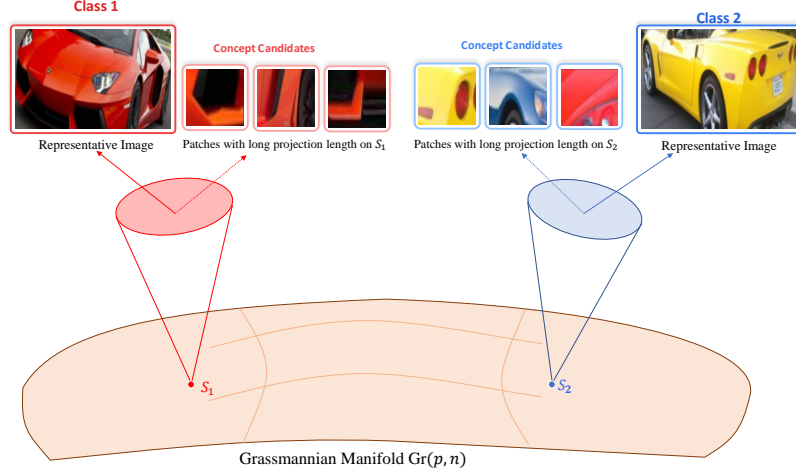 Class 1
Class 2
Concept Candidates
Concept Candidates
Representative Image
Patches with long projection length on S₁
Patches with long projection length on S₂
Representative Image
S₁
S₂
Grassmannian Manifold Gr(p, n)